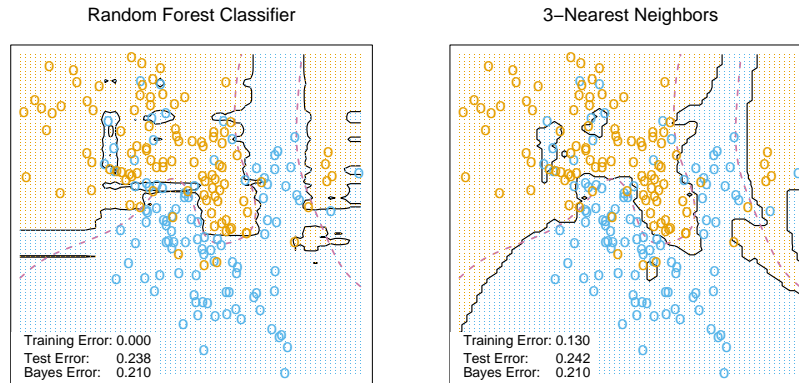 Random Forest Classifier
Training Error: 0.000
Test Error: 0.238
Bayes Error: 0.210
3−Nearest Neighbors
Training Error: 0.130
Test Error: 0.242
Bayes Error: 0.210